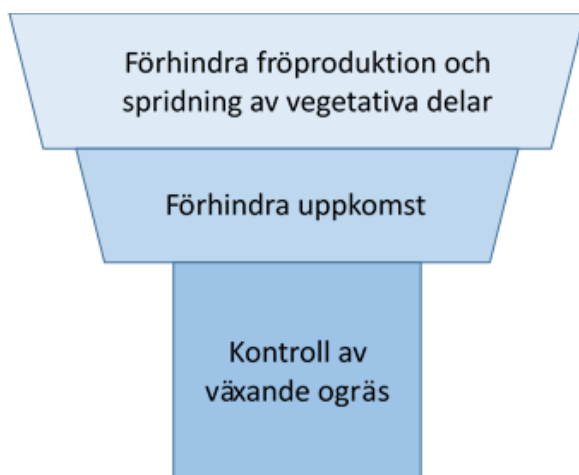 Förhindra fröproduktion och
spridning av vegetativa delar
Förhindra uppkomst
Kontroll av
växande ogräs